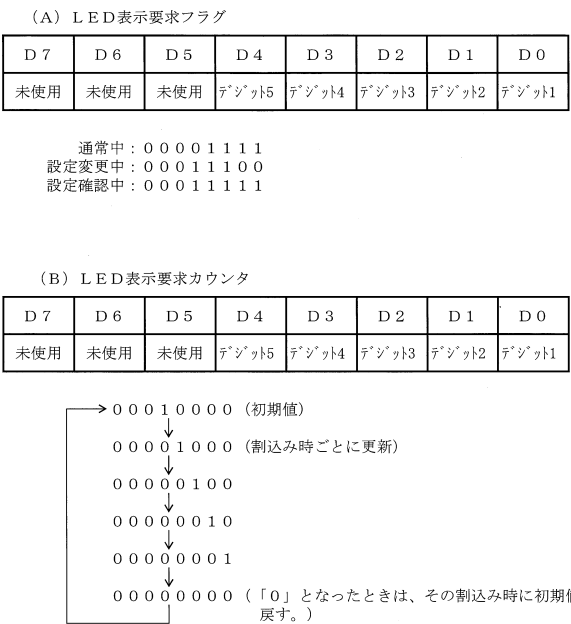 （A）ＬＥＤ表示要求フラグ
Ｄ７ Ｄ６ Ｄ５ Ｄ４ Ｄ３ Ｄ２ Ｄ１ Ｄ０
未使用 未使用 未使用 ﾃﾞｼﾞｯﾄ5 ﾃﾞｼﾞｯﾄ4 ﾃﾞｼﾞｯﾄ3 ﾃﾞｼﾞｯﾄ2 ﾃﾞｼﾞｯﾄ1
通常中：００００１１１１
設定変更中：０００１１１００
設定確認中：０００１１１１１
（B）ＬＥＤ表示要求カウンタ
Ｄ７ Ｄ６ Ｄ５ Ｄ４ Ｄ３ Ｄ２ Ｄ１ Ｄ０
未使用 未使用 未使用 ﾃﾞｼﾞｯﾄ5 ﾃﾞｼﾞｯﾄ4 ﾃﾞｼﾞｯﾄ3 ﾃﾞｼﾞｯﾄ2 ﾃﾞｼﾞｯﾄ1
０００１００００（初期値）
００００１０００（割込み時ごとに更新）
０００００１００
００００００１０
０００００００１
００００００００（「０」となったときは、その割込み時に初期値
戻す。）